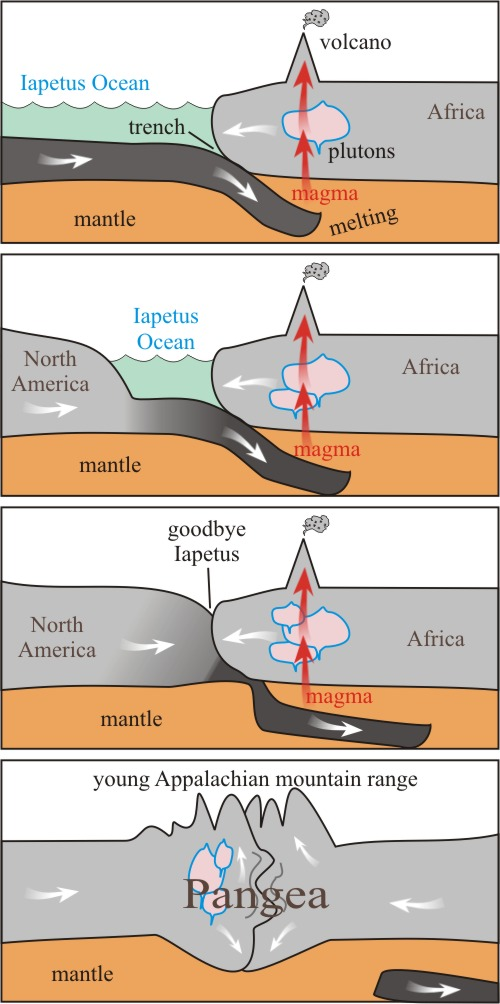 volcano
Iapetus Ocean
Africa
trench
plutons
magma
mantle
melting
Iapetus
Ocean
North
America
Africa
magma
mantle
goodbye
Iapetus
North
America
Africa
magma
mantle
young Appalachian mountain range
Pangea
mantle